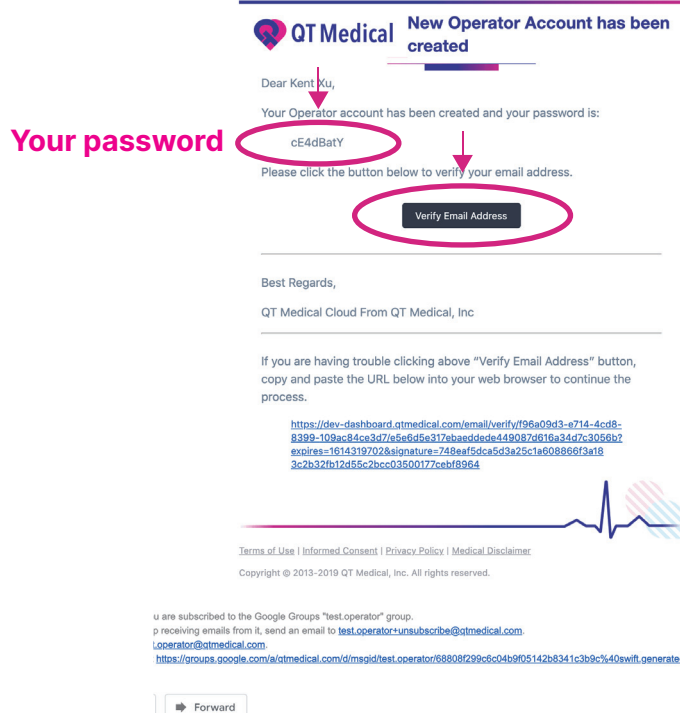 QT Medical
New Operator Account has been
created
Dear Kent Xu,
Your Operator account has been created and your password is:
Your password
cE4dBatY
Please click the button below to verify your email address.
Verify Email Address
Best Regards,
QT Medical Cloud From QT Medical, Inc
If you are having trouble clicking above “Verify Email Address” button,
copy and paste the URL below into your web browser to continue the
process.
https://dev-dashboard.qtmedical.com/email/verify/f96a09d3-e714-4cd8-
8399-109ac84ce3d7/e5e6d5e317ebaeddede449087d616a34d7c3056b?
expires=1614319702&signature=748eaf5dca5d3a25c1a608866f3a18
3c2b32fb12d55c2bcc03500177cebf8964
Terms of Use | Informed Consent | Privacy Policy | Medical Disclaimer
Copyright © 2013-2019 QT Medical, Inc. All rights reserved.
u are subscribed to the Google Groups "test.operator" group.
p receiving emails from it, send an email to test.operator+unsubscribe@qtmedical.com.
.operator@qtmedical.com.
https://groups.google.com/a/qtmedical.com/d/msgid/test.operator/68808f299c6c04b9f05142b8341c3b9c%40swift.generate
Forward